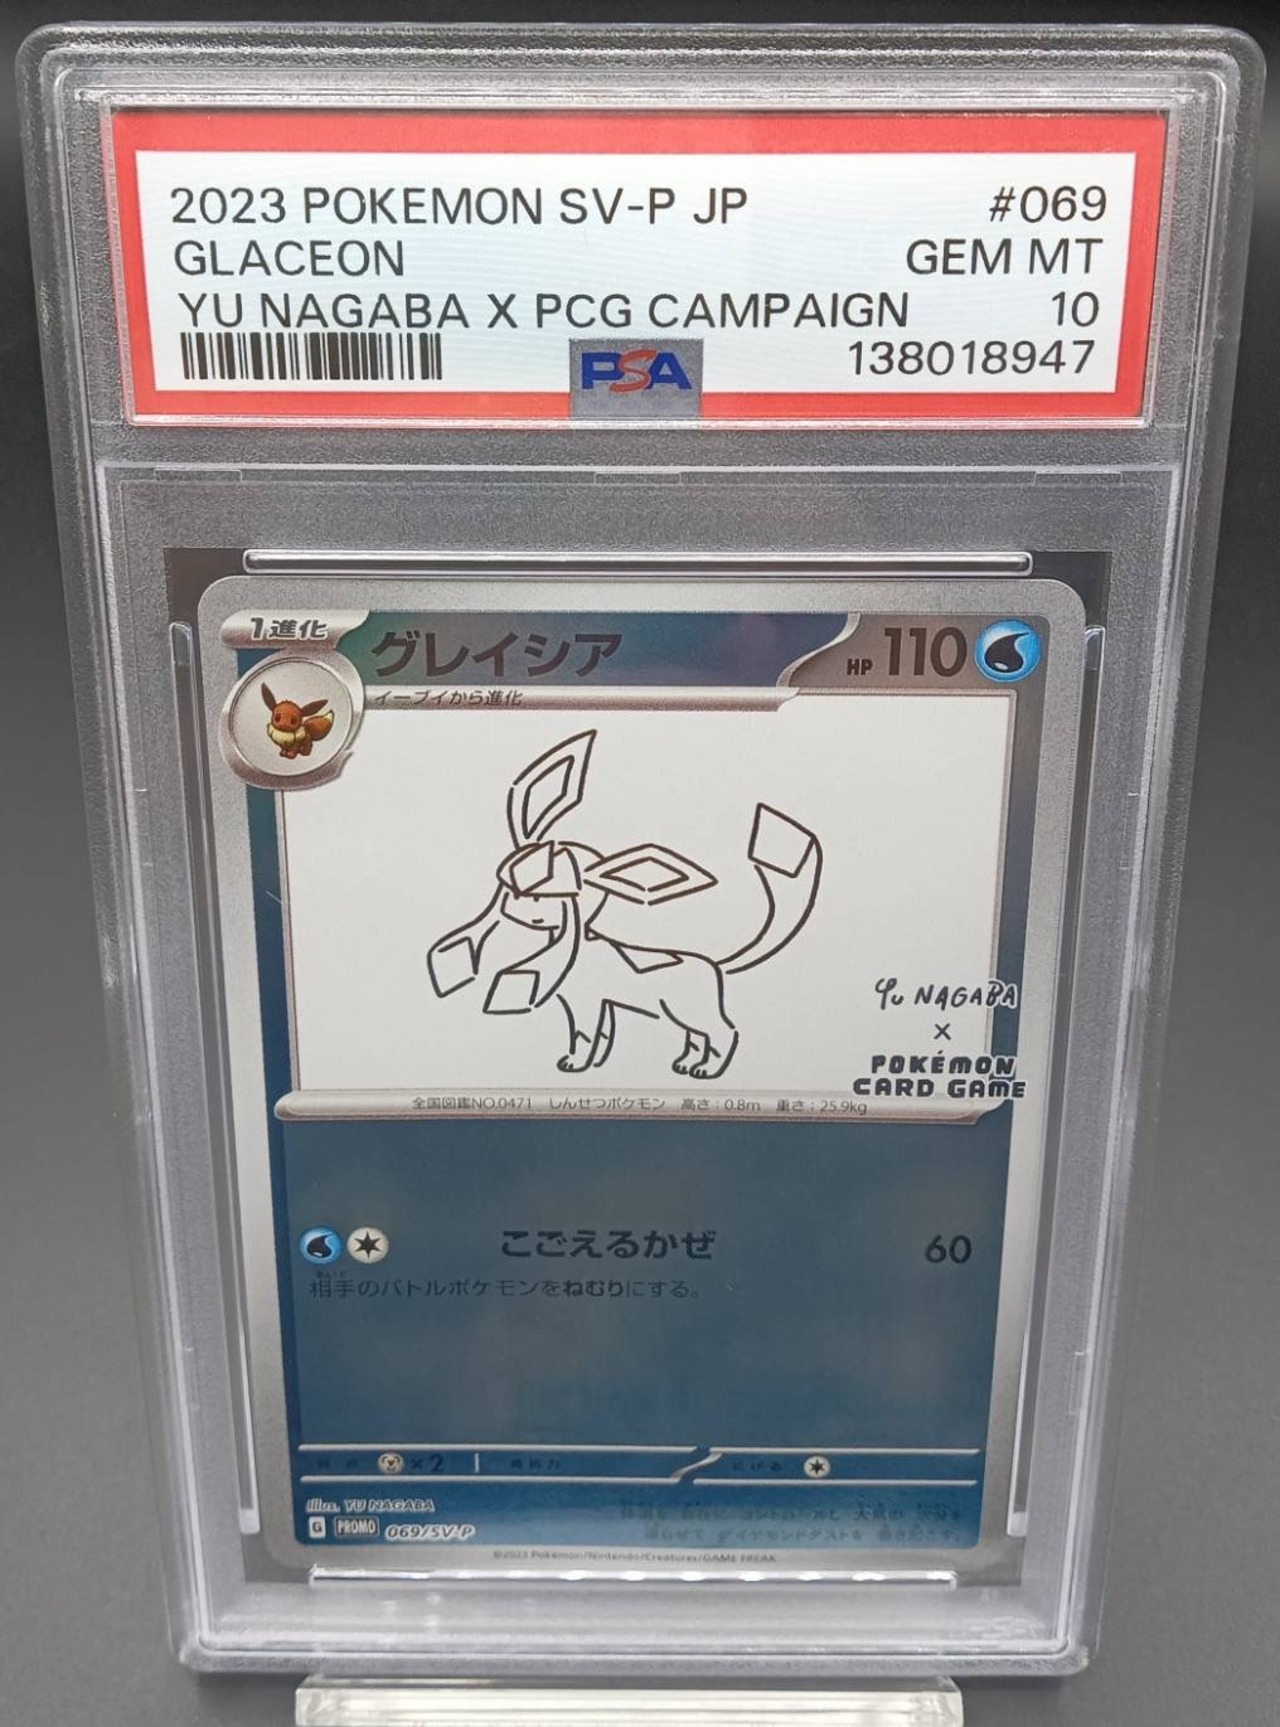 2023 POKEMON SV-P JP #069
GLACEON GEM MT
YU NAGABA X PCG CAMPAIGN 10
PSA 138018947
1進化 グレイシア HP 110
イーブイから進化
Yu NAGABA
×
POKÉMON
CARD GAME
全国図鑑NO.0471 しんせつポケモン 高さ:0.8m 重さ:25.9kg
こごえるかぜ 60
相手のバトルポケモンをねむりにする。
×2 にげる
Illus. YU NAGABA
G PROMO 069/SV-P
©2023 Pokémon/Nintendo/Creatures/GAME FREAK